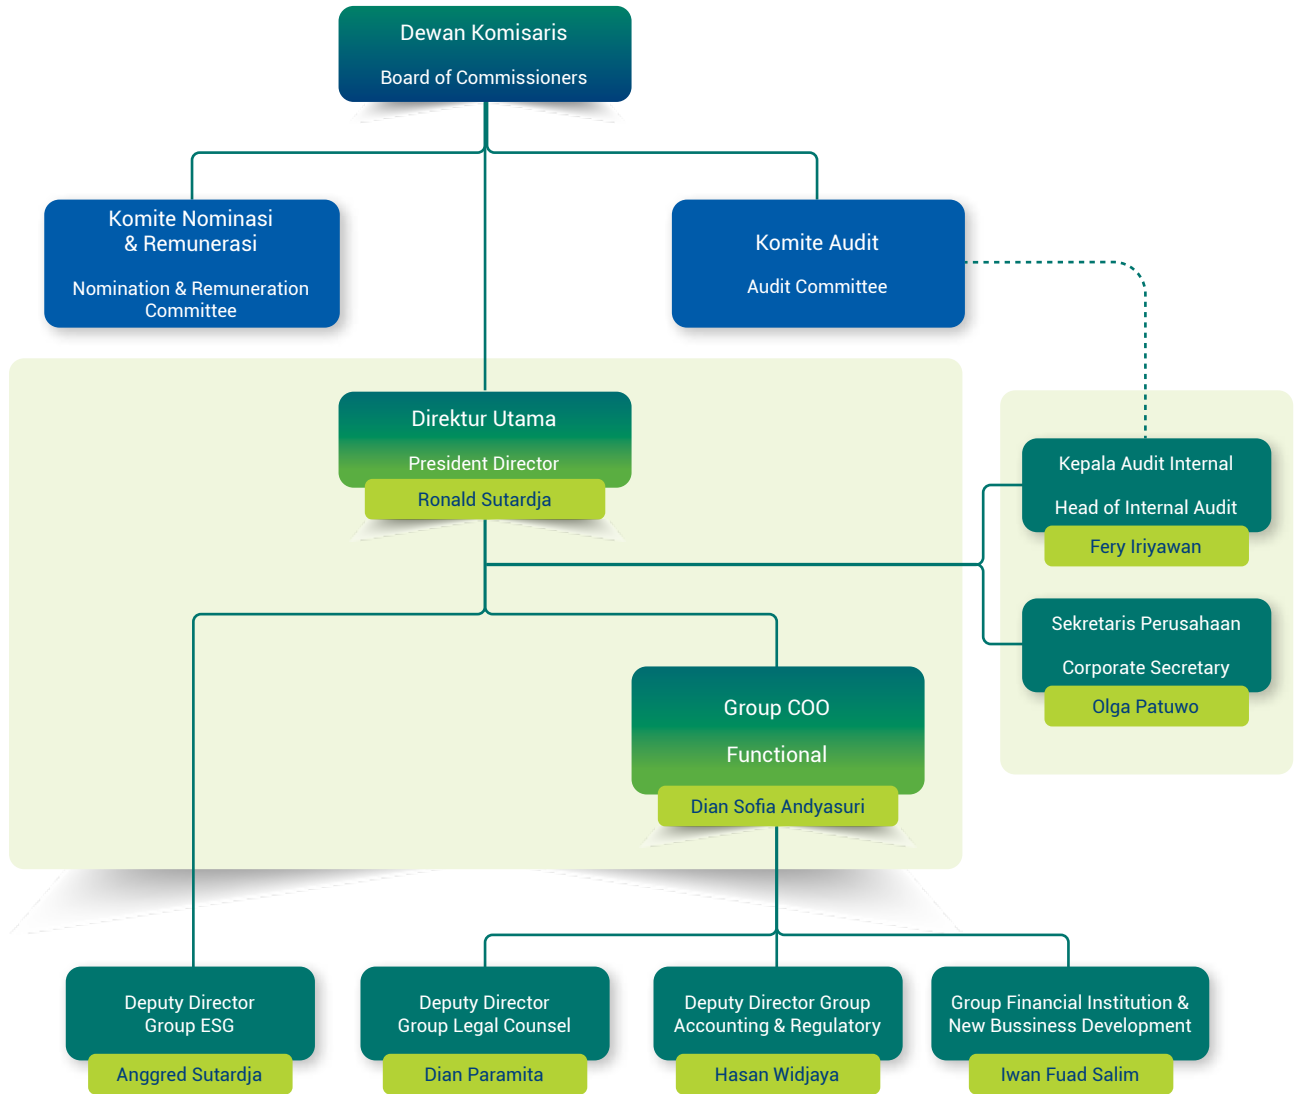 Dewan Komisaris
Board of Commissioners
Komite Nominasi
& Remunerasi
Nomination & Remuneration
Committee
Komite Audit
Audit Committee
Direktur Utama
President Director
Ronald Sutardja
Kepala Audit Internal
Head of Internal Audit
Fery Iriyawan
Sekretaris Perusahaan
Corporate Secretary
Olga Patuwo
Group COO
Functional
Dian Sofia Andyasuri
Deputy Director
Group ESG
Anggred Sutardja
Deputy Director
Group Legal Counsel
Dian Paramita
Deputy Director Group
Accounting & Regulatory
Hasan Widjaya
Group Financial Institution &
New Bussiness Development
Iwan Fuad Salim